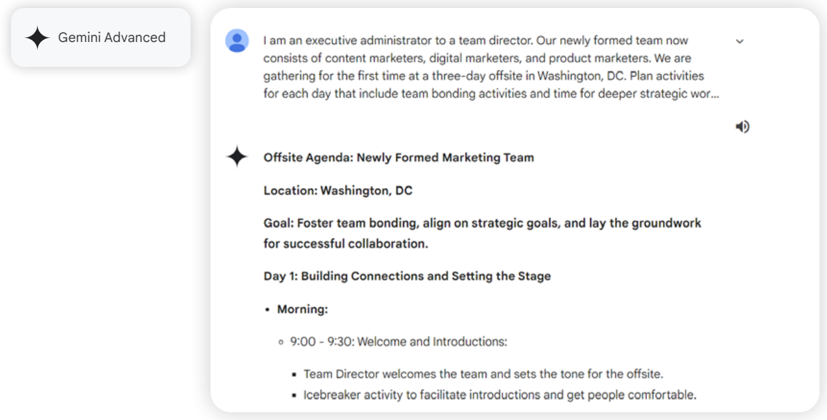 Gemini Advanced
I am an executive administrator to a team director. Our newly formed team now
consists of content marketers, digital marketers, and product marketers. We are
gathering for the first time at a three-day offsite in Washington, DC. Plan activities
for each day that include team bonding activities and time for deeper strategic wor...
Offsite Agenda: Newly Formed Marketing Team
Location: Washington, DC
Goal: Foster team bonding, align on strategic goals, and lay the groundwork
for successful collaboration.
Day 1: Building Connections and Setting the Stage
• Morning:
◦ 9:00 - 9:30: Welcome and Introductions:
▪ Team Director welcomes the team and sets the tone for the offsite.
▪ Icebreaker activity to facilitate introductions and get people comfortable.